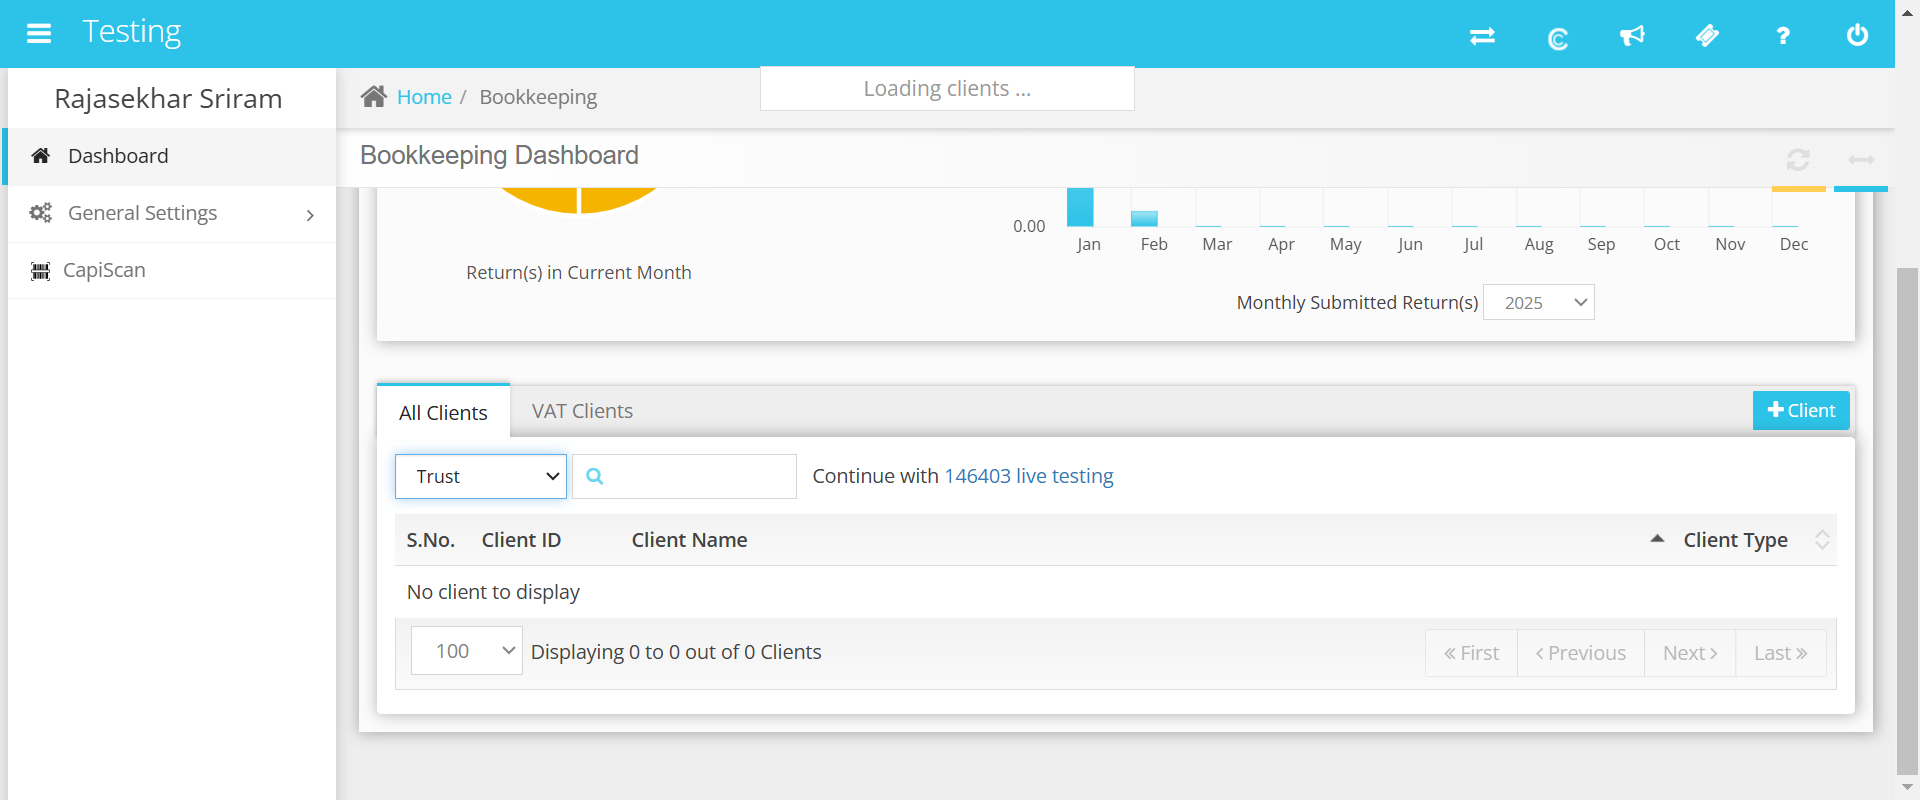 Testing
Rajasekhar Sriram
Home / Bookkeeping
Loading clients ...
Dashboard
General Settings
CapiScan
Bookkeeping Dashboard
Return(s) in Current Month
0.00
Jan Feb Mar Apr May Jun Jul Aug Sep Oct Nov Dec
Monthly Submitted Return(s) 2025
All Clients VAT Clients
+ Client
Trust
Continue with 146403 live testing
S.No. Client ID Client Name Client Type
No client to display
100 Displaying 0 to 0 out of 0 Clients
« First ‹ Previous Next › Last »